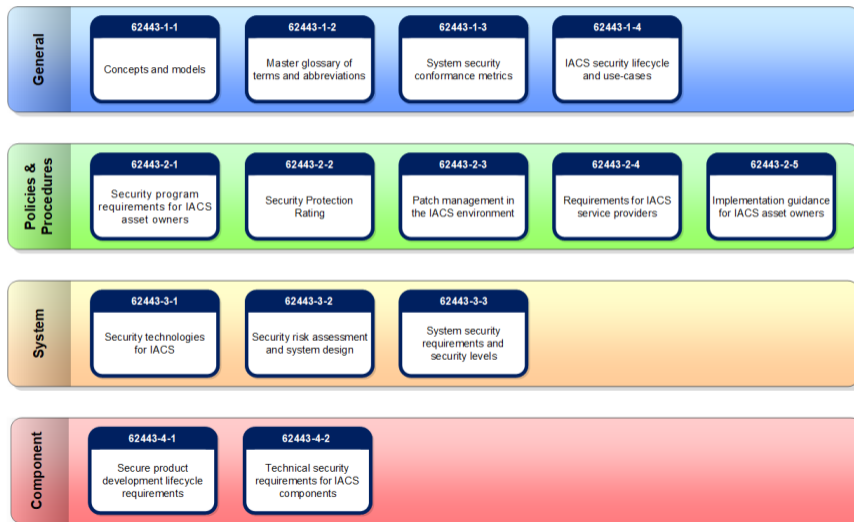 General
62443-1-1
Concepts and models
62443-1-2
Master glossary of
terms and abbreviations
62443-1-3
System security
conformance metrics
62443-1-4
IACS security lifecycle
and use-cases
Policies &
Procedures
62443-2-1
Security program
requirements for IACS
asset owners
62443-2-2
Security Protection
Rating
62443-2-3
Patch management in
the IACS environment
62443-2-4
Requirements for IACS
service providers
62443-2-5
Implementation guidance
for IACS asset owners
System
62443-3-1
Security technologies
for IACS
62443-3-2
Security risk assessment
and system design
62443-3-3
System security
requirements and
security levels
Component
62443-4-1
Secure product
development lifecycle
requirements
62443-4-2
Technical security
requirements for IACS
components